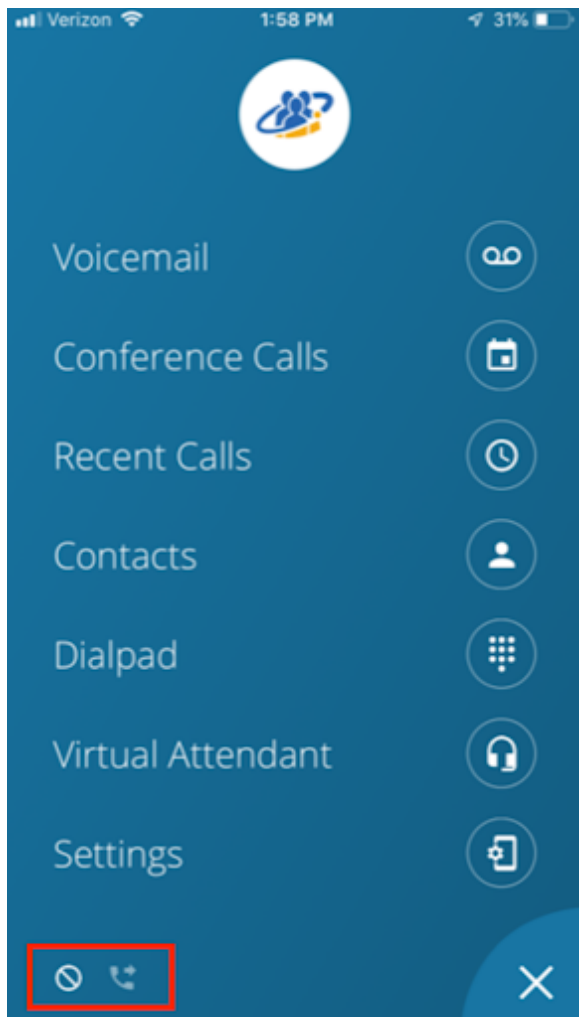 Verizon 1:58 PM 31%
Voicemail
Conference Calls
Recent Calls
Contacts
Dialpad
Virtual Attendant
Settings